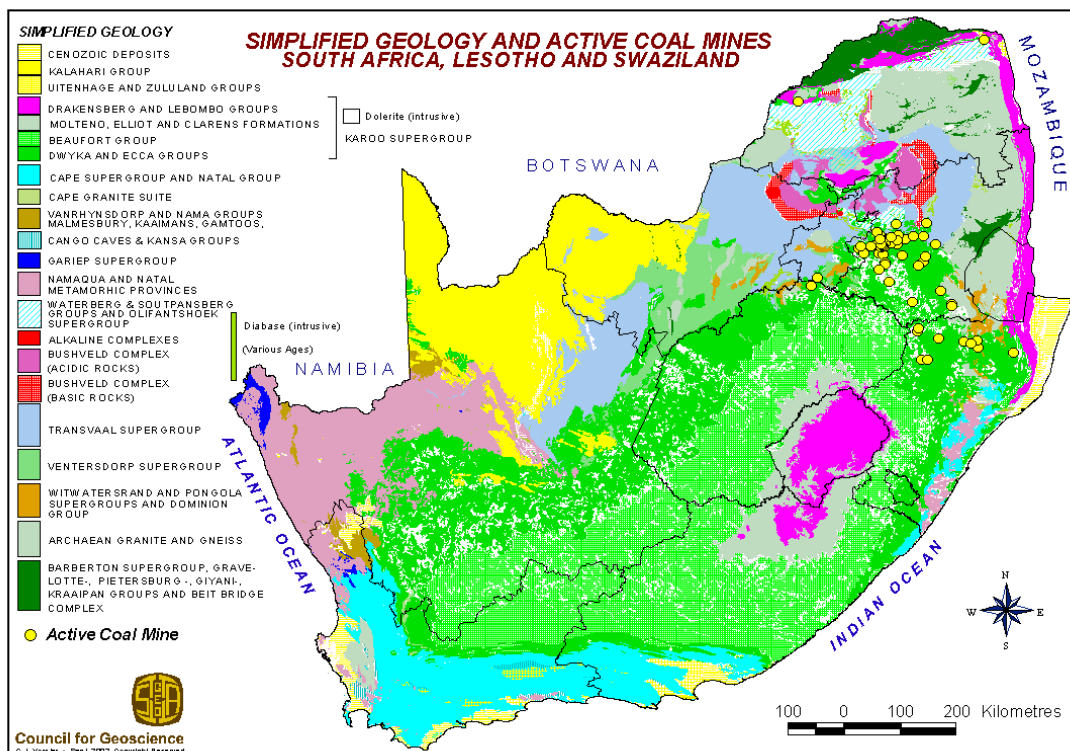 SIMPLIFIED GEOLOGY
CENOZOIC DEPOSITS
KALAHARI GROUP
UITENHAGE AND ZULULAND GROUPS
DRAKENSBERG AND LEBOMBO GROUPS
MOLTENO, ELLIOT AND CLARENS FORMATIONS
BEAUFORT GROUP
DWYKA AND ECCA GROUPS
CAPE SUPERGROUP AND NATAL GROUP
CAPE GRANITE SUITE
VANRHYNSDORP AND NAMA GROUPS
MALMESBURY, KAAIMANS, GAMTOOS,
CANGO CAVES & KANSA GROUPS
GARIEP SUPERGROUP
NAMAQUA AND NATAL
METAMORHIC PROVINCES
WATERBERG & SOUTPANSBERG
GROUPS AND OLIFANTSHOEK
SUPERGROUP
ALKALINE COMPLEXES
BUSHVELD COMPLEX
(ACIDIC ROCKS)
BUSHVELD COMPLEX
(BASIC ROCKS)
TRANSVAAL SUPERGROUP
VENTERSDORP SUPERGROUP
WITWATERSRAND AND PONGOLA
SUPERGROUPS AND DOMINION
GROUP
ARCHAEAN GRANITE AND GNEISS
BARBERTON SUPERGROUP, GRAVE-
LOTTE-, PIETERSBURG -, GIYANI-,
KRAAIPAN GROUPS AND BEIT BRIDGE
COMPLEX
Active Coal Mine
Council for Geoscience
SIMPLIFIED GEOLOGY AND ACTIVE COAL MINES
SOUTH AFRICA, LESOTHO AND SWAZILAND
Dolerite (intrusive)
KAROO SUPERGROUP
Diabase (intrusive)
(Various Ages)
BOTSWANA
NAMIBIA
MOZAMBIQUE
ATLANTIC OCEAN
INDIAN OCEAN
N
W
E
S
100 0 100 200 Kilometres